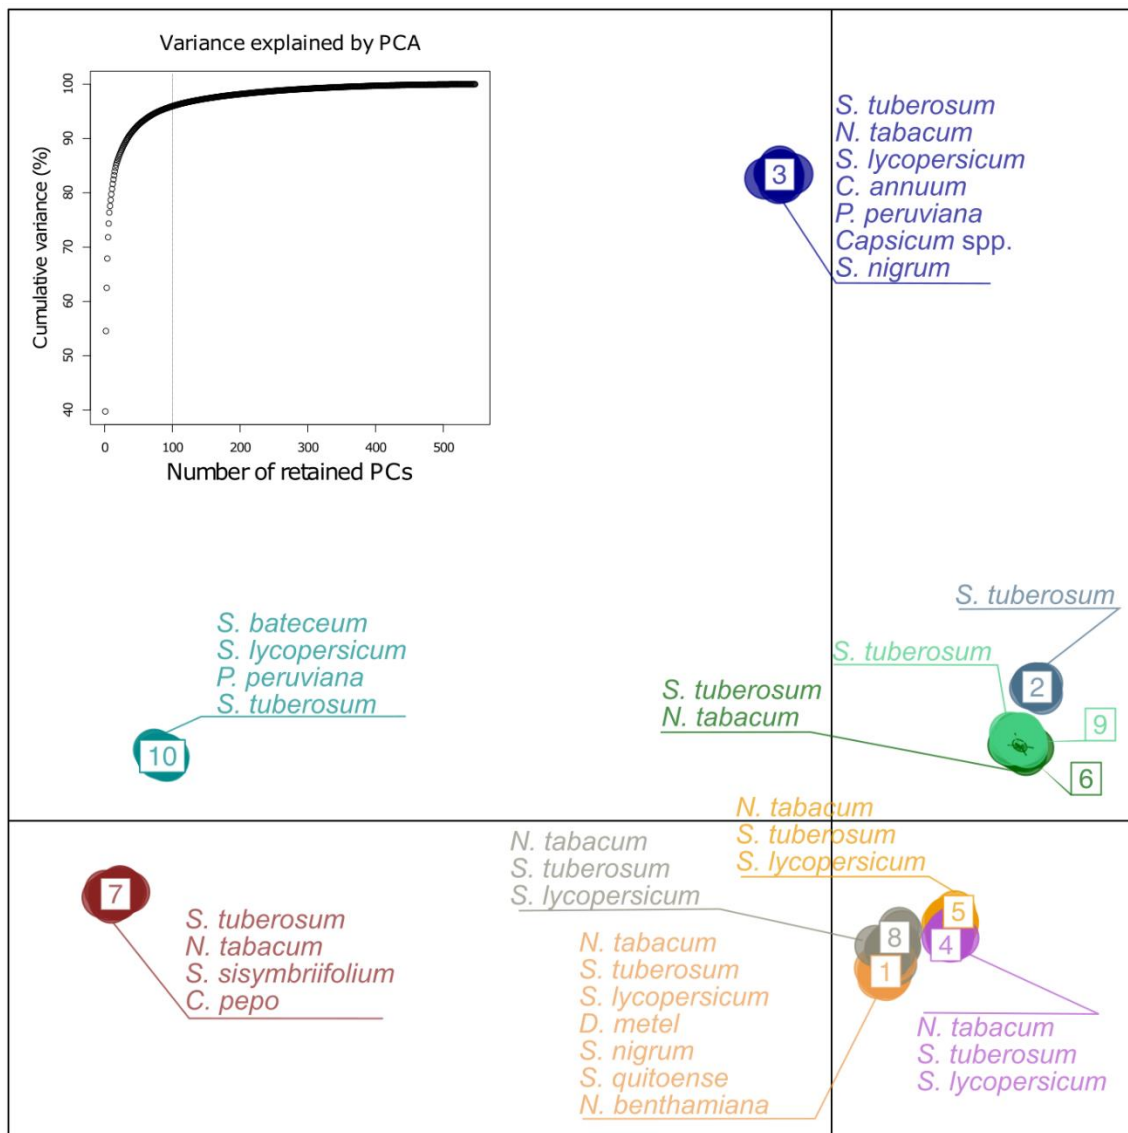 Variance explained by PCA
Cumulative variance (%)
100
90
80
70
60
50
40
0 100 200 300 400 500
Number of retained PCs
3
S. tuberosum
N. tabacum
S. lycopersicum
C. annuum
P. peruviana
Capsicum spp.
S. nigrum
S. tuberosum
2
S. tuberosum
9
S. tuberosum
N. tabacum
6
S. bateceum
S. lycopersicum
P. peruviana
S. tuberosum
10
7
S. tuberosum
N. tabacum
S. sisymbriifolium
C. pepo
N. tabacum
S. tuberosum
S. lycopersicum
8
N. tabacum
S. tuberosum
S. lycopersicum
5
4
N. tabacum
S. tuberosum
S. lycopersicum
1
N. tabacum
S. tuberosum
S. lycopersicum
D. metel
S. nigrum
S. quitoense
N. benthamiana